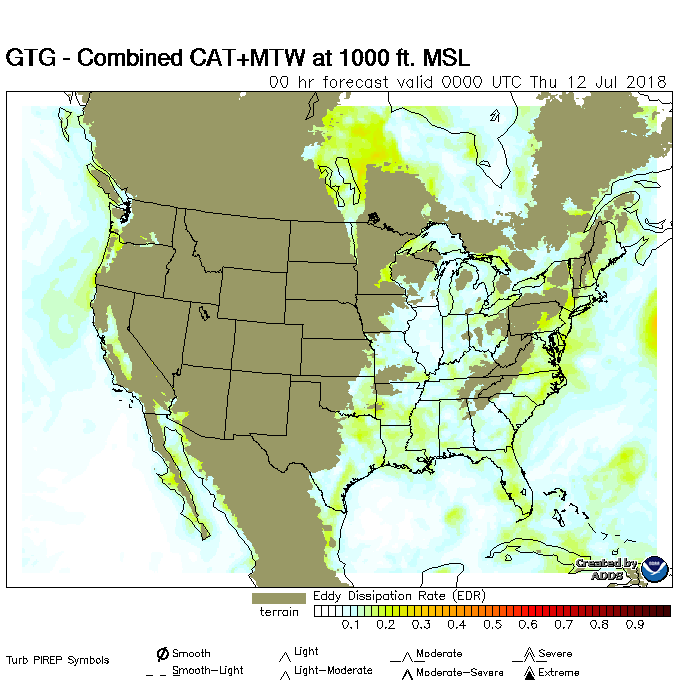 GTG - Combined CAT+MTW at 1000 ft. MSL
00 hr forecast valid 0000 UTC Thu 12 Jul 2018
Created by
ADDS
Eddy Dissipation Rate (EDR)
terrain
0.1 0.2 0.3 0.4 0.5 0.6 0.7 0.8 0.9
Turb PIREP Symbols
Smooth Light Moderate Severe
Smooth-Light Light-Moderate Moderate-Severe Extreme